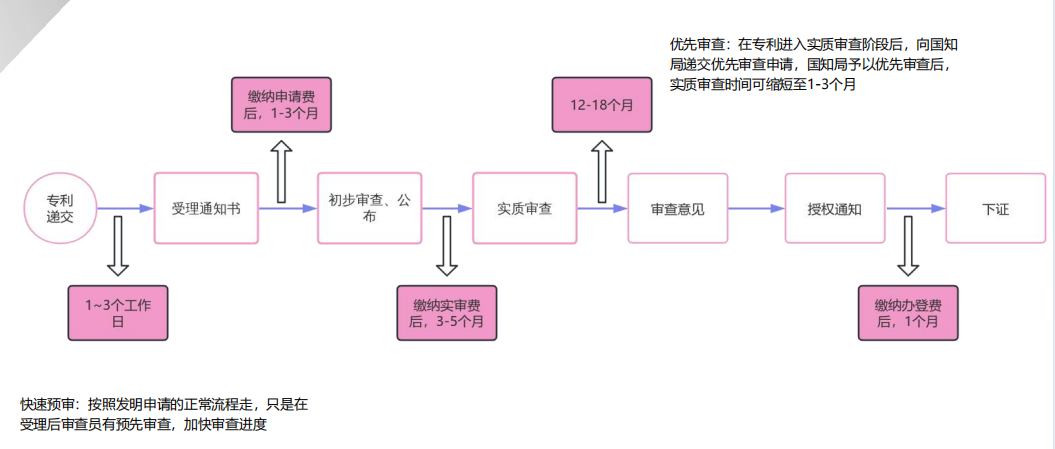 优先审查：在专利进入实质审查阶段后，向国知
局递交优先审查申请，国知局予以优先审查后，
实质审查时间可缩短至1-3个月
缴纳申请费
后，1-3个月
12-18个月
专利
递交
受理通知书
初步审查、公
布
实质审查
审查意见
授权通知
下证
1~3个工作
日
缴纳实审费
后，3-5个月
缴纳办登费
后，1个月
快速预审：按照发明申请的正常流程走，只是在
受理后审查员有预先审查，加快审查进度